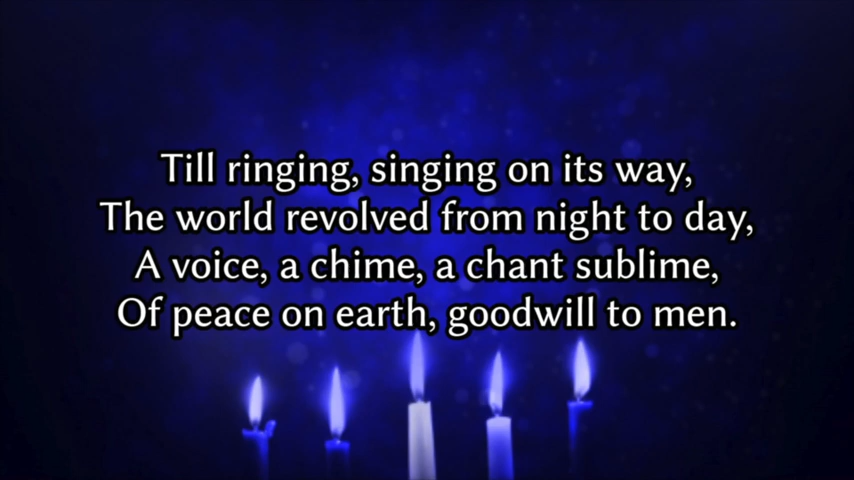 Till ringing, singing on its way,
The world revolved from night to day,
A voice, a chime, a chant sublime,
Of peace on earth, goodwill to men.